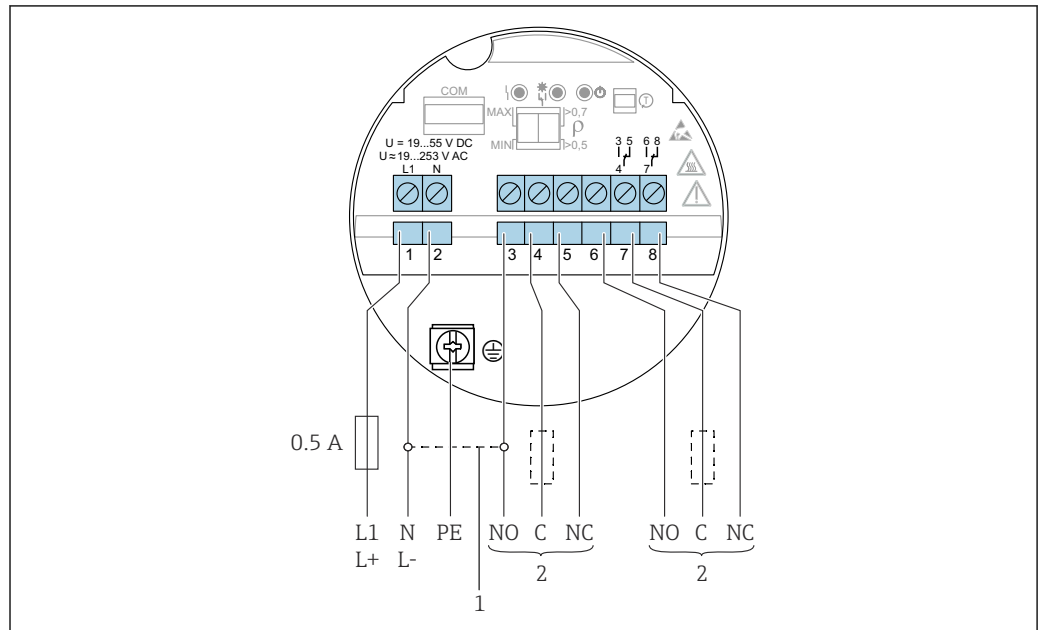 COM
MAX
>0,7
ρ
MIN
>0,5
T
U = 19...55 V DC
U ≈ 19...253 V AC
L1 N
3 5 6 8
4 7
1 2 3 4 5 6 7 8
0.5 A
L1 N PE NO C NC NO C NC
L+ L-
2 2
1